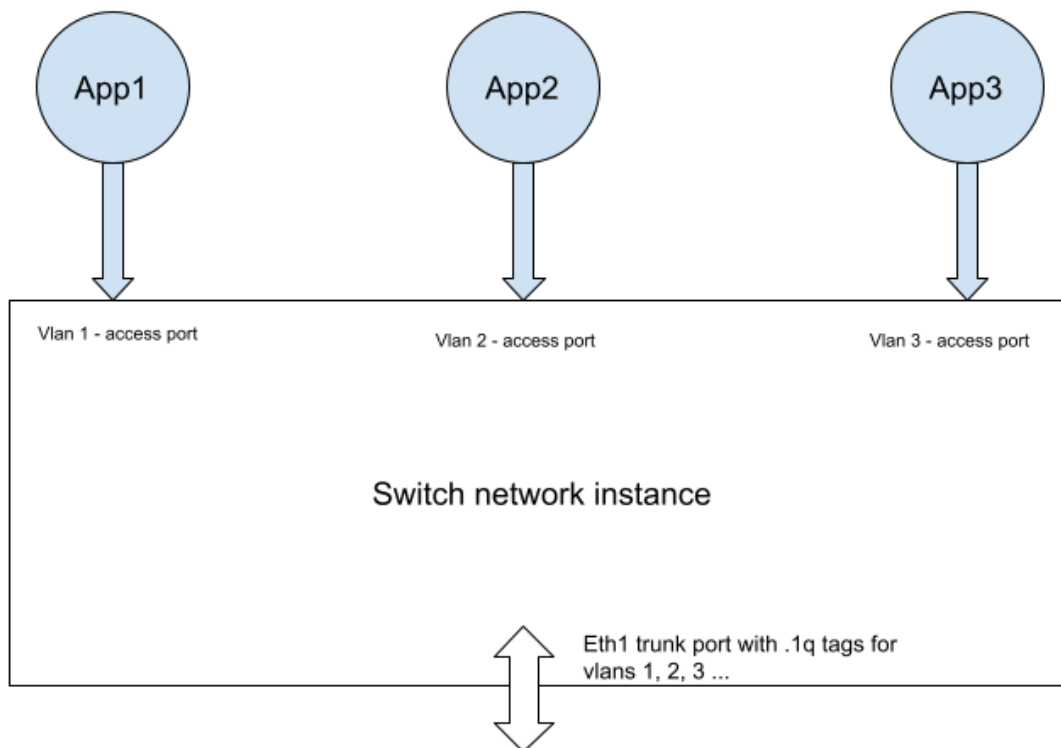 App1
App2
App3
Vlan 1 - access port
Vlan 2 - access port
Vlan 3 - access port
Switch network instance
Eth1 trunk port with .1q tags for
vlans 1, 2, 3 ...